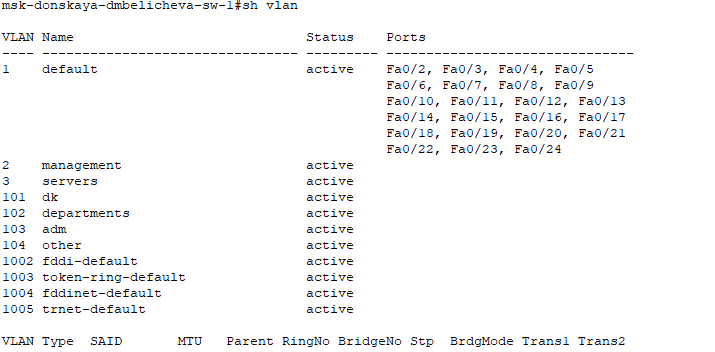 msk-donskaya-dmbelicheva-sw-1#sh vlan
VLAN Name                             Status    Ports
---- -------------------------------- --------- -------------------------------
1    default                          active    Fa0/2, Fa0/3, Fa0/4, Fa0/5
                                                Fa0/6, Fa0/7, Fa0/8, Fa0/9
                                                Fa0/10, Fa0/11, Fa0/12, Fa0/13
                                                Fa0/14, Fa0/15, Fa0/16, Fa0/17
                                                Fa0/18, Fa0/19, Fa0/20, Fa0/21
                                                Fa0/22, Fa0/23, Fa0/24
2    management                       active
3    servers                          active
101  dk                               active
102  departments                      active
103  adm                              active
104  other                            active
1002 fddi-default                     active
1003 token-ring-default               active
1004 fddinet-default                  active
1005 trnet-default                    active
VLAN Type  SAID       MTU   Parent RingNo BridgeNo Stp  BrdgMode Trans1 Trans2